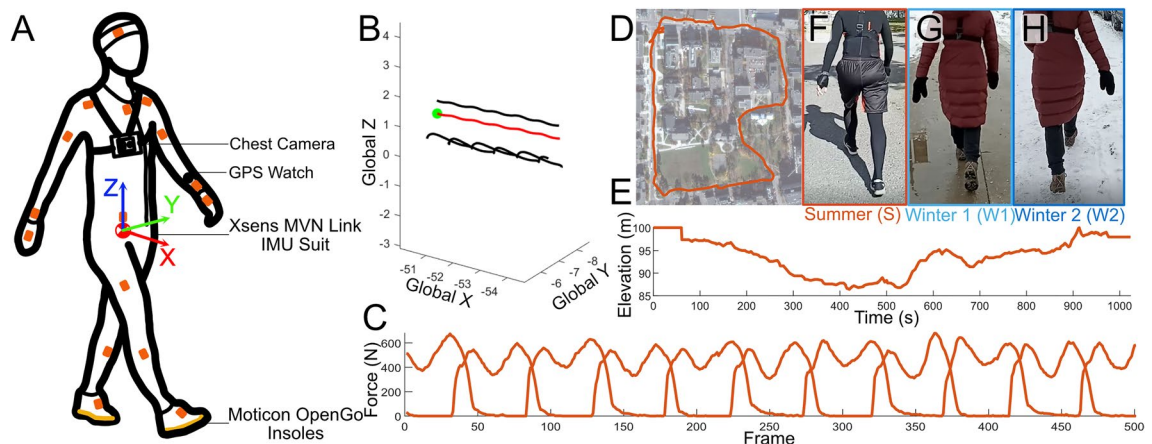 A
Chest Camera
GPS Watch
Z
Y
X
Xsens MVN Link
IMU Suit
Moticon OpenGo
Insoles
B
Global Z
4
3
2
1
0
-1
-2
-3
-51
-52
-53
-54
Global X
-6
-7
-8
Global Y
C
Force (N)
600
400
200
0
0 50 100 150 200 250 300 350 400 450 500
Frame
D
F
G
H
Summer (S) Winter 1 (W1) Winter 2 (W2)
E
Elevation (m)
100
95
90
85
100 200 300 400 500 600 700 800 900 1000
Time (s)